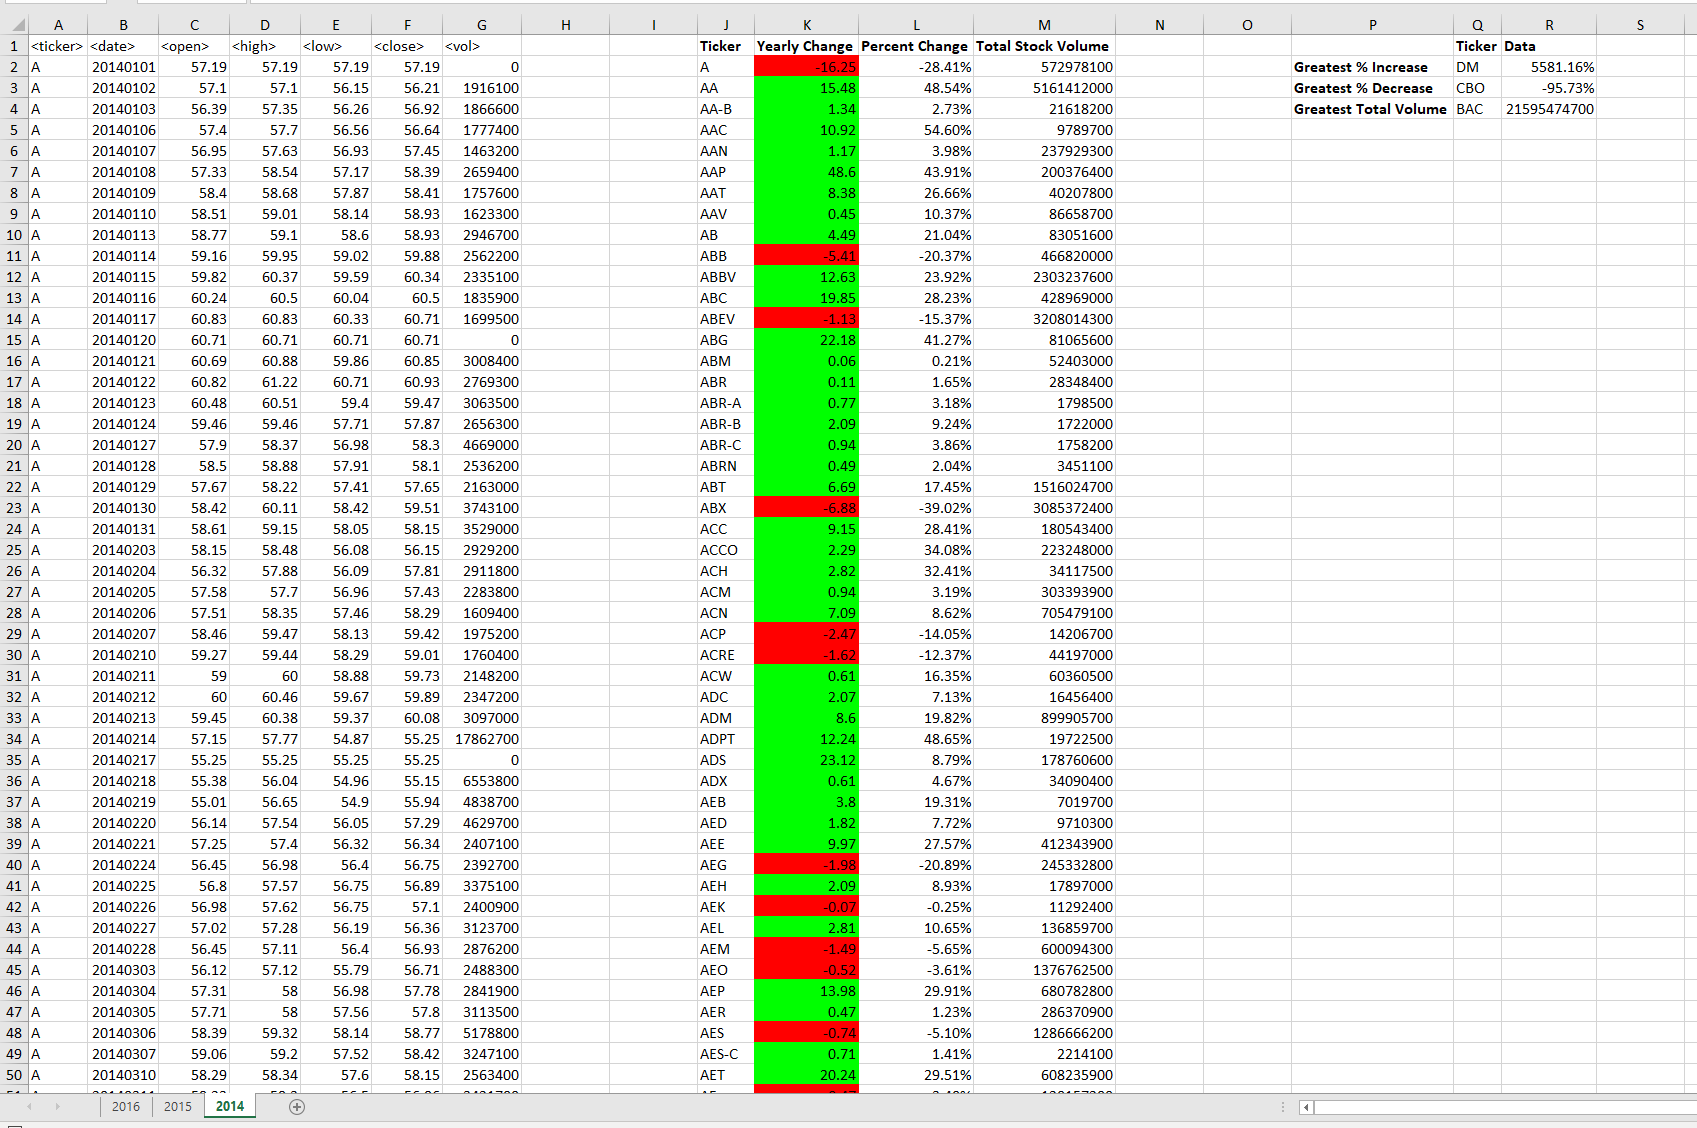 A B C D E F G H I J K L M N O P Q R S
1 <ticker> <date> <open> <high> <low> <close> <vol> Ticker Yearly Change Percent Change Total Stock Volume Ticker Data
2 A 20140101 57.19 57.19 57.19 57.19 0 A -16.25 -28.41% 572978100 Greatest % Increase DM 5581.16%
3 A 20140102 57.1 57.1 56.15 56.21 1916100 AA 15.48 48.54% 5161412000 Greatest % Decrease CBO -95.73%
4 A 20140103 56.39 57.35 56.26 56.92 1866600 AA-B 1.34 2.73% 21618200 Greatest Total Volume BAC 21595474700
5 A 20140106 57.4 57.7 56.56 56.64 1777400 AAC 10.92 54.60% 9789700
6 A 20140107 56.95 57.63 56.93 57.45 1463200 AAN 1.17 3.98% 237929300
7 A 20140108 57.33 58.54 57.17 58.39 2659400 AAP 48.6 43.91% 200376400
8 A 20140109 58.4 58.68 57.87 58.41 1757600 AAT 8.38 26.66% 40207800
9 A 20140110 58.51 59.01 58.14 58.93 1623300 AAV 0.45 10.37% 86658700
10 A 20140113 58.77 59.1 58.6 58.93 2946700 AB 4.49 21.04% 83051600
11 A 20140114 59.16 59.95 59.02 59.88 2562200 ABB -5.41 -20.37% 466820000
12 A 20140115 59.82 60.37 59.59 60.34 2335100 ABBV 12.63 23.92% 2303237600
13 A 20140116 60.24 60.5 60.04 60.5 1835900 ABC 19.85 28.23% 428969000
14 A 20140117 60.83 60.83 60.33 60.71 1699500 ABEV -1.13 -15.37% 3208014300
15 A 20140120 60.71 60.71 60.71 60.71 0 ABG 22.18 41.27% 81065600
16 A 20140121 60.69 60.88 59.86 60.85 3008400 ABM 0.06 0.21% 52403000
17 A 20140122 60.82 61.22 60.71 60.93 2769300 ABR 0.11 1.65% 28348400
18 A 20140123 60.48 60.51 59.4 59.47 3063500 ABR-A 0.77 3.18% 1798500
19 A 20140124 59.46 59.46 57.71 57.87 2656300 ABR-B 2.09 9.24% 1722000
20 A 20140127 57.9 58.37 56.98 58.3 4669000 ABR-C 0.94 3.86% 1758200
21 A 20140128 58.5 58.88 57.91 58.1 2536200 ABRN 0.49 2.04% 3451100
22 A 20140129 57.67 58.22 57.41 57.65 2163000 ABT 6.69 17.45% 1516024700
23 A 20140130 58.42 60.11 58.42 59.51 3743100 ABX -6.88 -39.02% 3085372400
24 A 20140131 58.61 59.15 58.05 58.15 3529000 ACC 9.15 28.41% 180543400
25 A 20140203 58.15 58.48 56.08 56.15 2929200 ACCO 2.29 34.08% 223248000
26 A 20140204 56.32 57.88 56.09 57.81 2911800 ACH 2.82 32.41% 34117500
27 A 20140205 57.58 57.7 56.96 57.43 2283800 ACM 0.94 3.19% 303393900
28 A 20140206 57.51 58.35 57.46 58.29 1609400 ACN 7.09 8.62% 705479100
29 A 20140207 58.46 59.47 58.13 59.42 1975200 ACP -2.47 -14.05% 14206700
30 A 20140210 59.27 59.44 58.29 59.01 1760400 ACRE -1.62 -12.37% 44197000
31 A 20140211 59 60 58.88 59.73 2148200 ACW 0.61 16.35% 60360500
32 A 20140212 60 60.46 59.67 59.89 2347200 ADC 2.07 7.13% 16456400
33 A 20140213 59.45 60.38 59.37 60.08 3097000 ADM 8.6 19.82% 899905700
34 A 20140214 57.15 57.77 54.87 55.25 17862700 ADPT 12.24 48.65% 19722500
35 A 20140217 55.25 55.25 55.25 55.25 0 ADS 23.12 8.79% 178760600
36 A 20140218 55.38 56.04 54.96 55.15 6553800 ADX 0.61 4.67% 34090400
37 A 20140219 55.01 56.65 54.9 55.94 4838700 AEB 3.8 19.31% 7019700
38 A 20140220 56.14 57.54 56.05 57.29 4629700 AED 1.82 7.72% 9710300
39 A 20140221 57.25 57.4 56.32 56.34 2407100 AEE 9.97 27.57% 412343900
40 A 20140224 56.45 56.98 56.4 56.75 2392700 AEG -1.98 -20.89% 245332800
41 A 20140225 56.8 57.57 56.75 56.89 3375100 AEH 2.09 8.93% 17897000
42 A 20140226 56.98 57.62 56.75 57.1 2400900 AEK -0.07 -0.25% 11292400
43 A 20140227 57.02 57.28 56.19 56.36 3123700 AEL 2.81 10.65% 136859700
44 A 20140228 56.45 57.11 56.4 56.93 2876200 AEM -1.49 -5.65% 600094300
45 A 20140303 56.12 57.12 55.79 56.71 2488300 AEO -0.52 -3.61% 1376762500
46 A 20140304 57.31 58 56.98 57.78 2841900 AEP 13.98 29.91% 680782800
47 A 20140305 57.71 58 57.56 57.8 3113500 AER 0.47 1.23% 286370900
48 A 20140306 58.39 59.32 58.14 58.77 5178800 AES -0.74 -5.10% 1286666200
49 A 20140307 59.06 59.2 57.52 58.42 3247100 AES-C 0.71 1.41% 2214100
50 A 20140310 58.29 58.34 57.6 58.15 2563400 AET 20.24 29.51% 608235900
2016 2015 2014